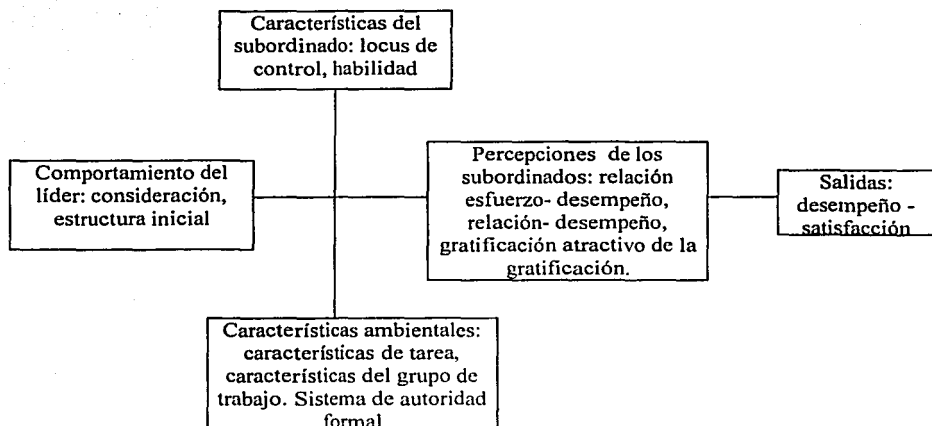 Características del
subordinado: locus de
control, habilidad
Comportamiento del
líder: consideración,
estructura inicial
Percepciones de los
subordinados: relación
esfuerzo- desempeño,
relación- desempeño,
gratificación atractivo de la
gratificación.
Salidas:
desempeño -
satisfacción
Características ambientales:
características de tarea,
características del grupo de
trabajo. Sistema de autoridad
formal